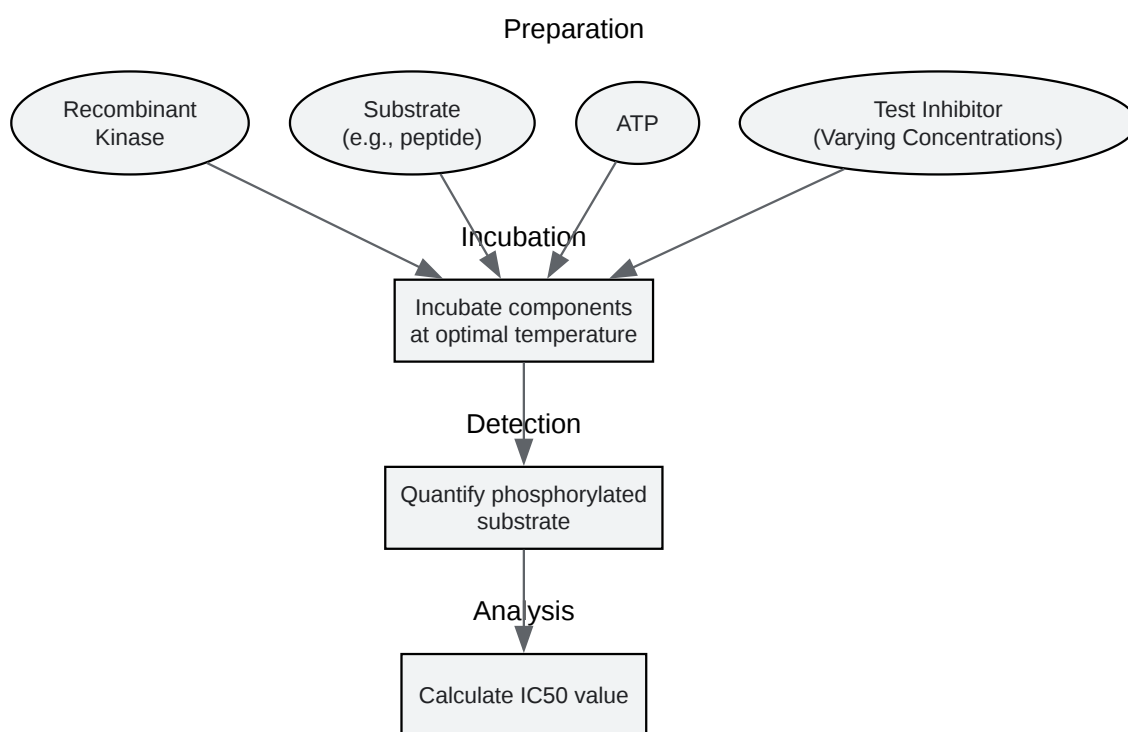 Preparation
Recombinant
Kinase
Substrate
(e.g., peptide)
ATP
Test Inhibitor
(Varying Concentrations)
Incubation
Incubate components
at optimal temperature
Detection
Quantify phosphorylated
substrate
Analysis
Calculate IC50 value